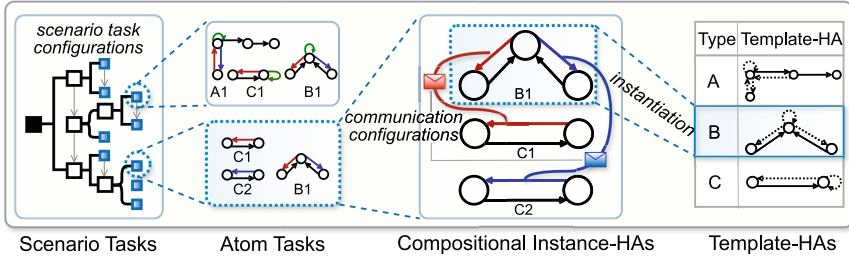 scenario task
configurations
A1
C1
B1
C1
C2
B1
communication
configurations
B1
C1
C2
instantiation
Type
Template-HA
A
B
C
Scenario Tasks
Atom Tasks
Compositional Instance-HAs
Template-HAs